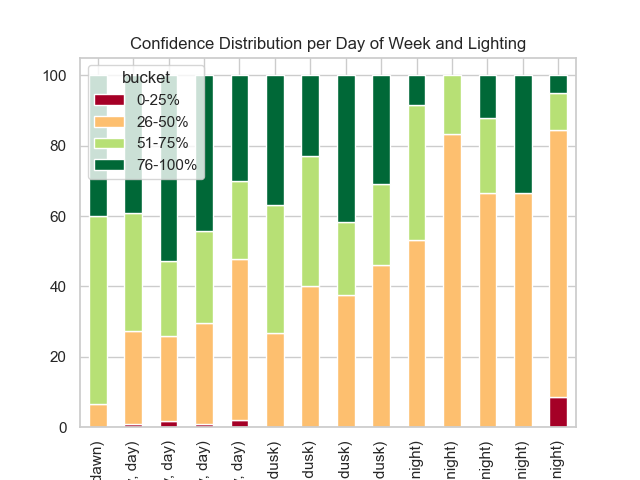 Confidence Distribution per Day of Week and Lighting
bucket
0-25%
26-50%
51-75%
76-100%
100
80
60
40
20
0
dawn)
, day)
, day)
, day)
, day)
dusk)
dusk)
dusk)
dusk)
night)
night)
night)
night)
night)